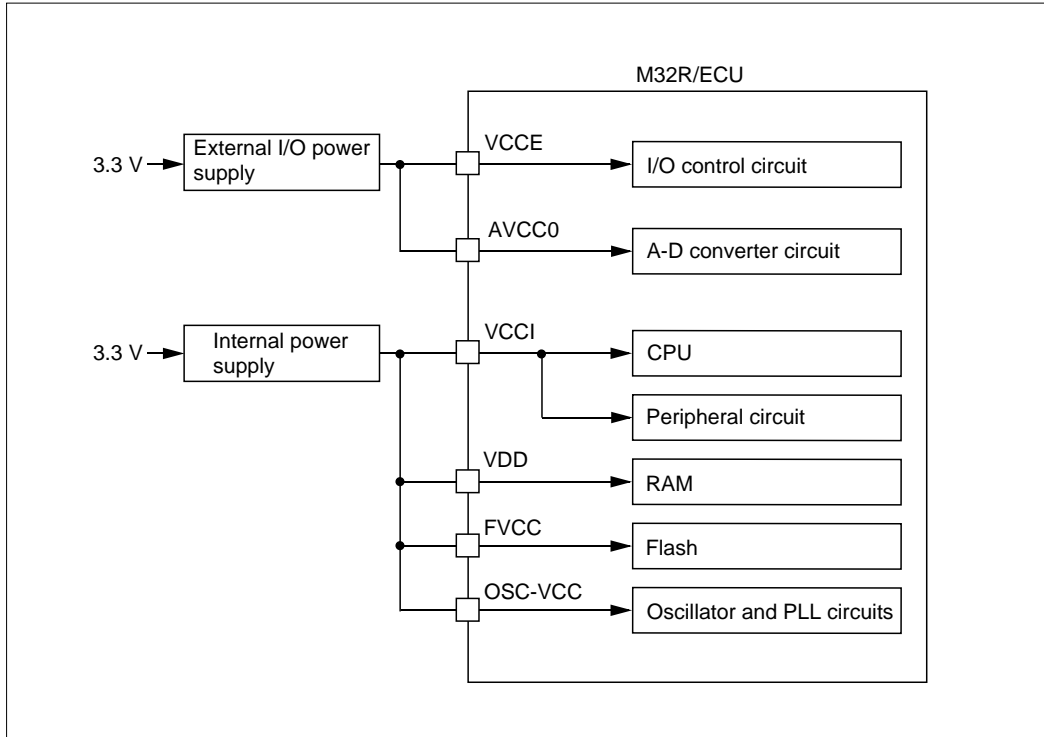 M32R/ECU
3.3 V
External I/O power
supply
VCCE
I/O control circuit
AVCC0
A-D converter circuit
3.3 V
Internal power
supply
VCCI
CPU
Peripheral circuit
VDD
RAM
FVCC
Flash
OSC-VCC
Oscillator and PLL circuits